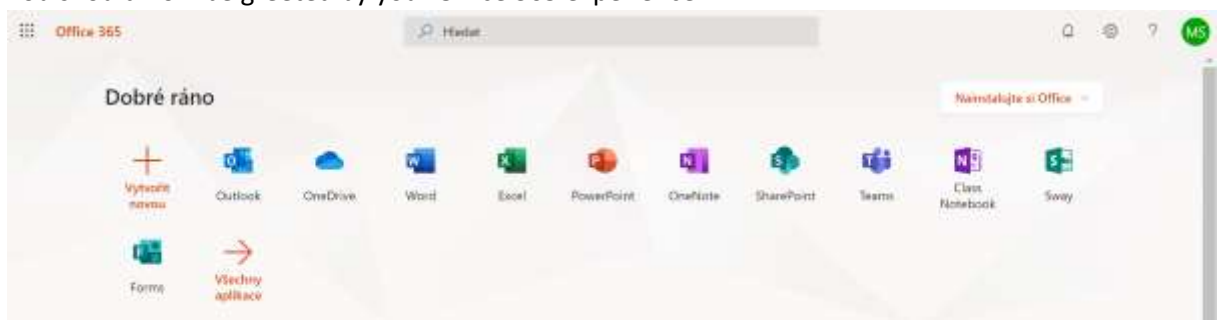 Office 365
Hledat
?
MS
Dobré ráno
Nainstalujte si Office
Vytvořit novou
Outlook
OneDrive
Word
Excel
PowerPoint
OneNote
SharePoint
Teams
Class Notebook
Sway
Forms
Všechny aplikace